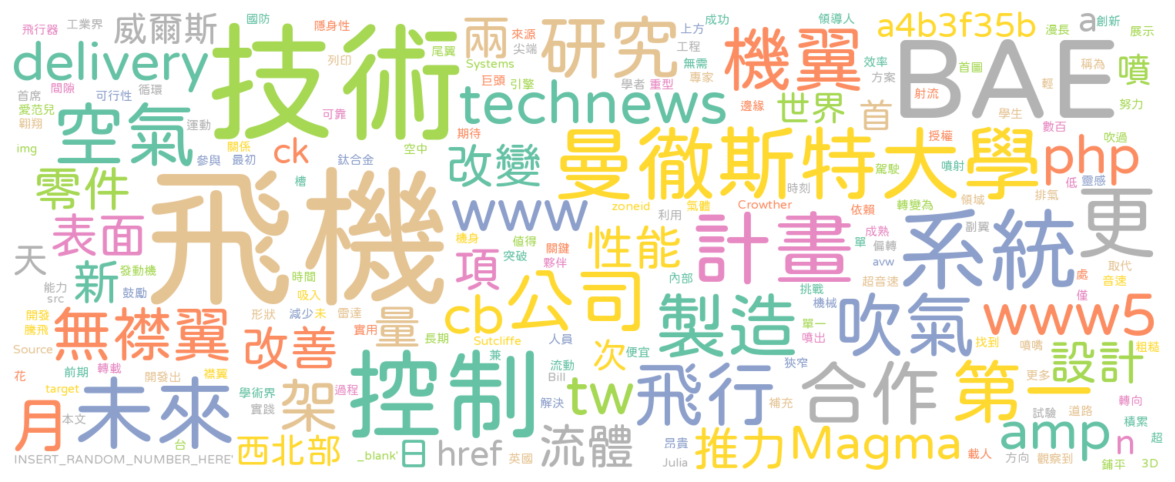 飛行器 工業界 威爾斯 國防 隱身性 尾翼 兩 來源 尖端 研究 上方 成功 工程 機翼 領導人 a4b3f35b 漫長 a 創新 展示
delivery 技術 列印 Systems 巨頭 引擎 學者 重型 無需 專家 效率 方案 首圖 BAE 稱為 噴
間隙 首席 可行性 循環 愛范兒 翱翔 空氣 運動 可靠 technews 邊緣 世界 射流 首 輕 學生 努力
img 關係 參與 最初 ck 鈦合金 空中 期待 改變 曼徹斯特大學 授權 數百 吹過 php
零件 槽 飛機 www zoneid 氣體 Crowther 時刻 駕駛 噴射 依賴 領域 低 靈感 排氣 轉變為 更
表面 天 新 能力 src 發動機 鼓勵 時間 吸入 機身 項 值得 突破 關鍵 夥伴 利用 性能 計畫 內部 單 成熟 偏轉 avw 副翼 系統 超音速 取代 音速 處 僅
開發 騰飛 Source 無襟翼 形狀 改善 減少 未 雷達 實用 量 長期 cb Sutcliffe 公司 人員 製造 挑戰 機械 單一 噴出 吹氣 找到 www5 噴嘴 粗糙
花 轉載 前期 target 開發出 襟翼 學術界 實踐 過程 架 控制 兼 流動 Bill 次 便宜 狹窄 解決 tw 飛行 補充 合作 第一 更多 設計 轉向
月 未來 本文 台 INSERT_RANDOM_NUMBER_HERE' 西北部 _blank' 日 href 英國 流體 昂貴 Julia 推力 Magma 載人 試驗 道路 方向 觀察到 amp n 積累 超 鋪平 3D